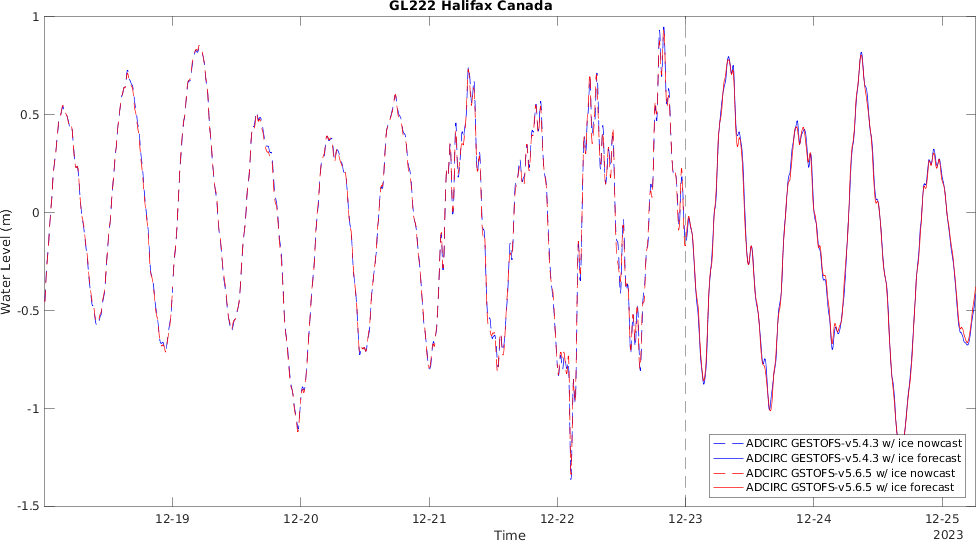 GL222 Halifax Canada
1
0.5
0
-0.5
-1
-1.5
Water Level (m)
ADCIRC GESTOFS-v5.4.3 w/ ice nowcast
ADCIRC GESTOFS-v5.4.3 w/ ice forecast
ADCIRC GSTOFS-v5.6.5 w/ ice nowcast
ADCIRC GSTOFS-v5.6.5 w/ ice forecast
12-19 12-20 12-21 12-22 12-23 12-24 12-25
Time
2023